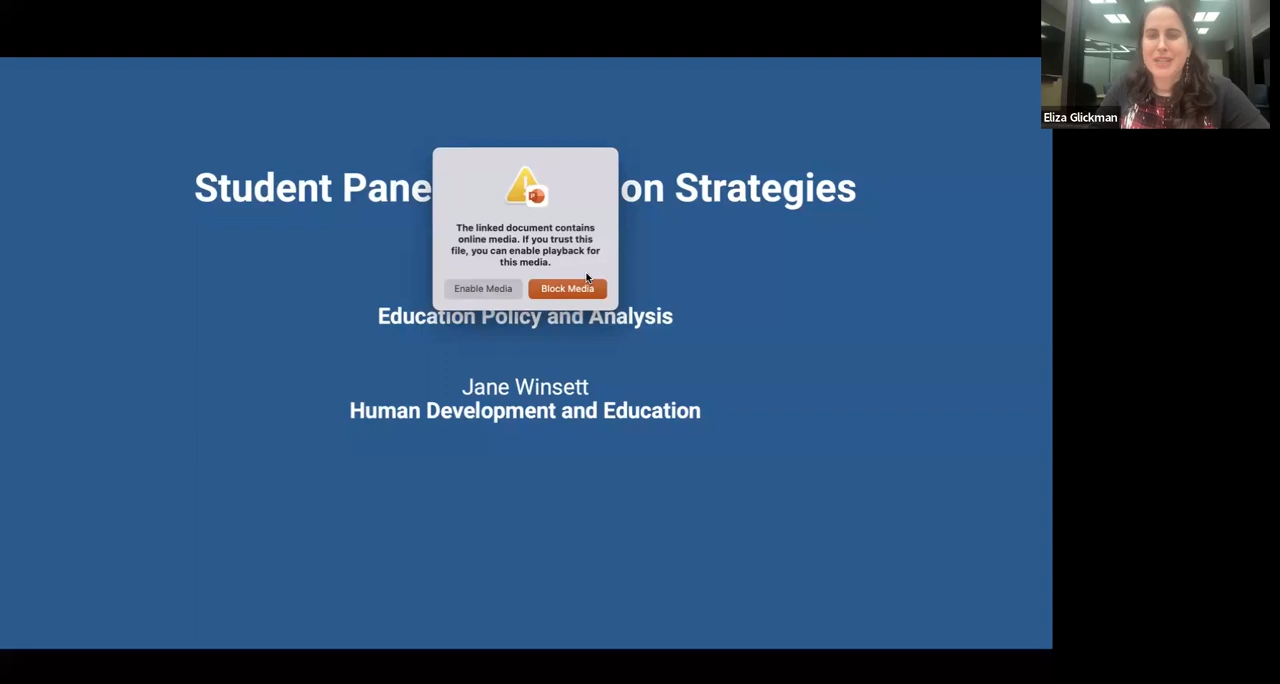 Eliza Glickman
Student Pane on Strategies
The linked document contains
online media. If you trust this
file, you can enable playback for
this media.
Enable Media Block Media
Education Policy and Analysis
Jane Winsett
Human Development and Education